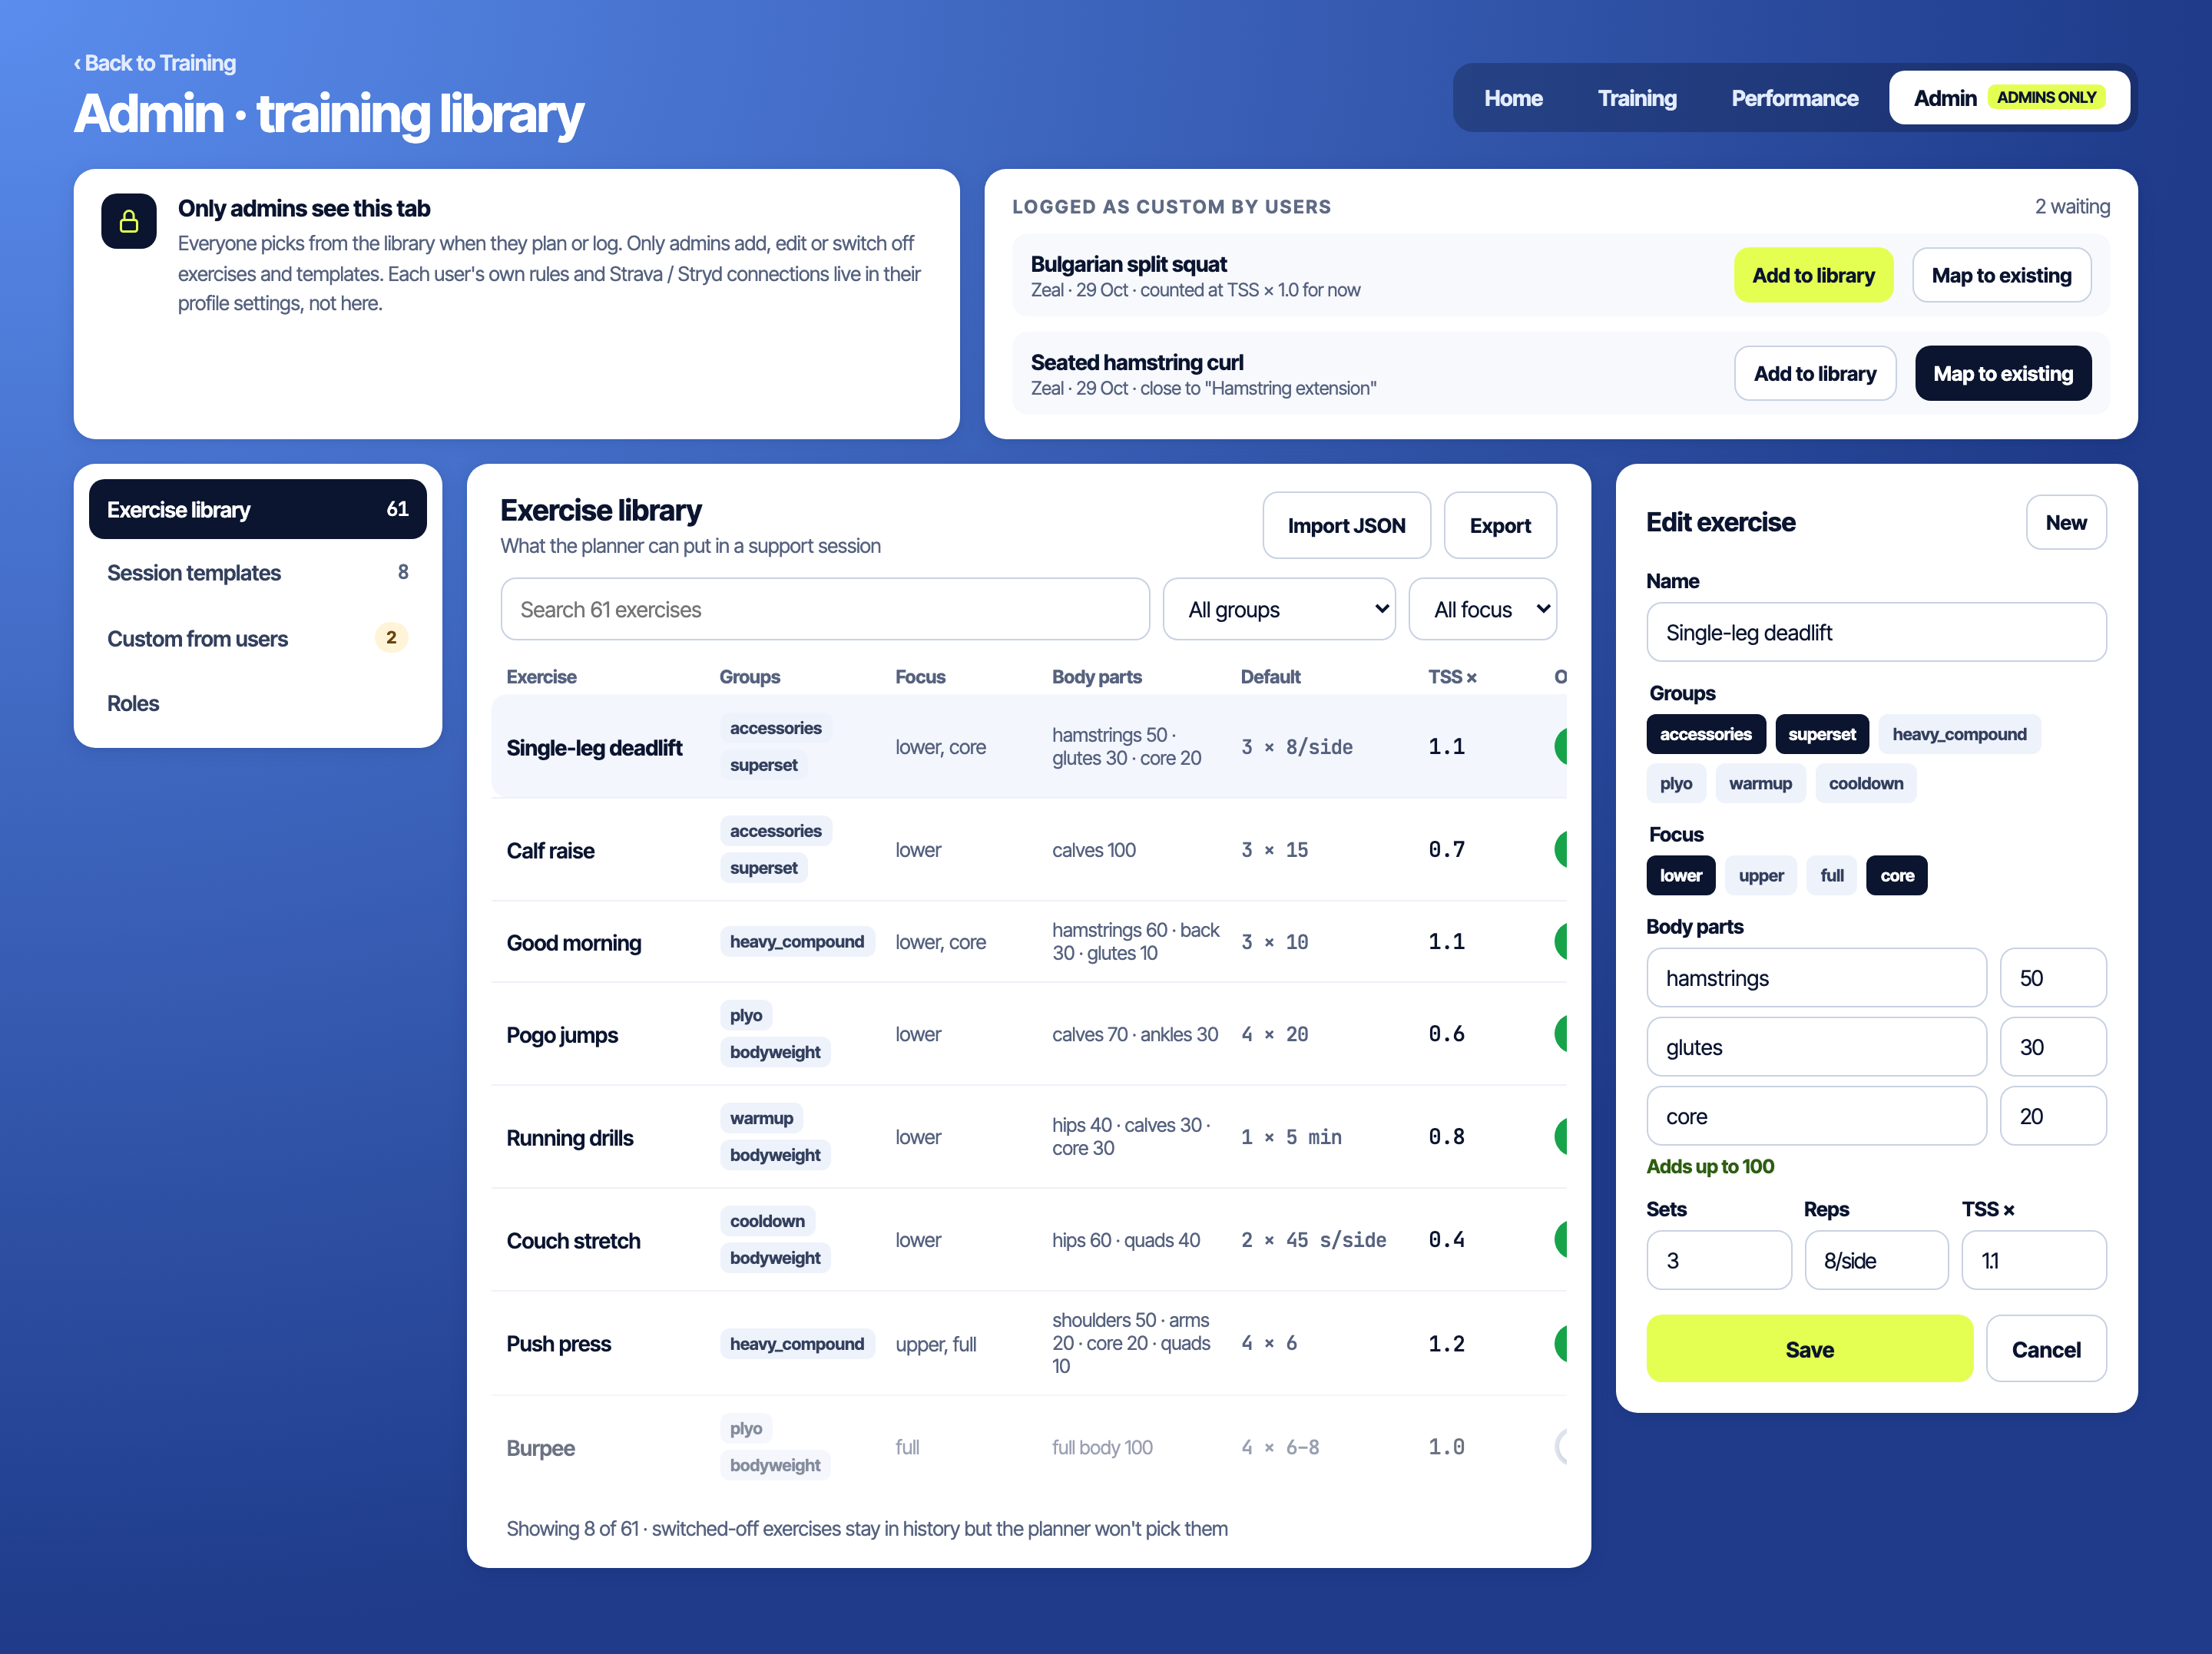 ‹ Back to Training
Admin · training library
Home Training Performance Admin ADMINS ONLY
Only admins see this tab
Everyone picks from the library when they plan or log. Only admins add, edit or switch off
exercises and templates. Each user's own rules and Strava / Stryd connections live in their
profile settings, not here.
LOGGED AS CUSTOM BY USERS 2 waiting
Bulgarian split squat
Zeal · 29 Oct · counted at TSS × 1.0 for now
Add to library Map to existing
Seated hamstring curl
Zeal · 29 Oct · close to "Hamstring extension"
Add to library Map to existing
Exercise library 61
Session templates 8
Custom from users 2
Roles
Exercise library
What the planner can put in a support session
Import JSON Export
Search 61 exercises All groups All focus
Exercise Groups Focus Body parts Default TSS ×
Single-leg deadlift accessories superset lower, core hamstrings 50 · glutes 30 · core 20 3 × 8/side 1.1
Calf raise accessories superset lower calves 100 3 × 15 0.7
Good morning heavy_compound lower, core hamstrings 60 · back 30 · glutes 10 3 × 10 1.1
Pogo jumps plyo bodyweight lower calves 70 · ankles 30 4 × 20 0.6
Running drills warmup bodyweight lower hips 40 · calves 30 · core 30 1 × 5 min 0.8
Couch stretch cooldown bodyweight lower hips 60 · quads 40 2 × 45 s/side 0.4
Push press heavy_compound upper, full shoulders 50 · arms 20 · core 20 · quads 10 4 × 6 1.2
Burpee plyo bodyweight full full body 100 4 × 6–8 1.0
Showing 8 of 61 · switched-off exercises stay in history but the planner won't pick them
Edit exercise New
Name
Single-leg deadlift
Groups
accessories superset heavy_compound
plyo warmup cooldown
Focus
lower upper full core
Body parts
hamstrings 50
glutes 30
core 20
Adds up to 100
Sets Reps TSS ×
3 8/side 1.1
Save Cancel